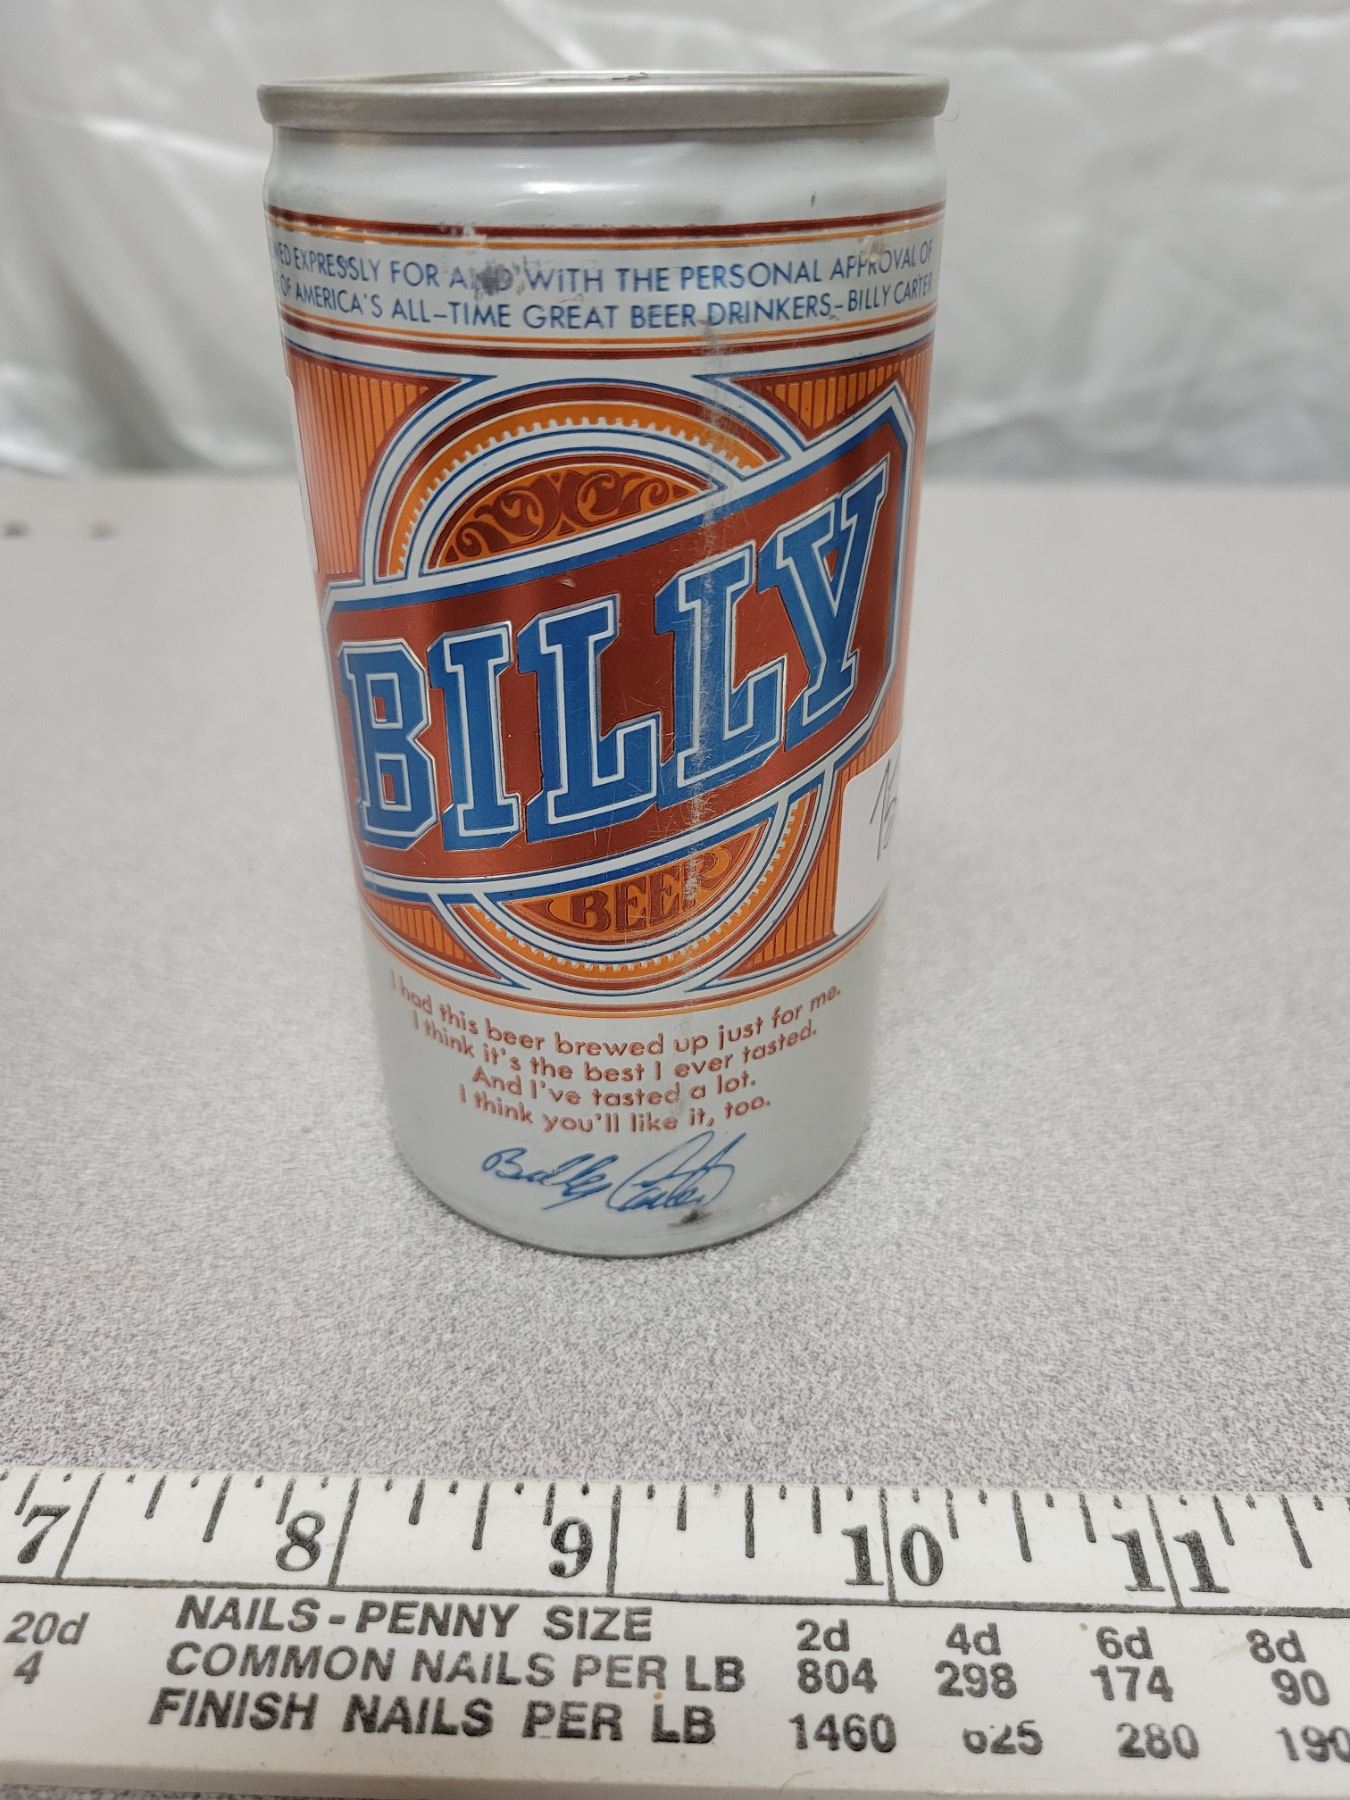 EXPRESSLY FOR AND WITH THE PERSONAL APPROVAL OF
OF AMERICA'S ALL-TIME GREAT BEER DRINKERS-BILLY CARTER
BILLY
BEER
I had this beer brewed up just for me.
I think it's the best I ever tasted.
And I've tasted a lot.
I think you'll like it, too.
Billy Carter
7 8 9 10 11
20d NAILS-PENNY SIZE 2d 4d 6d 8d
4 COMMON NAILS PER LB 804 298 174 90
FINISH NAILS PER LB 1460 625 280 190